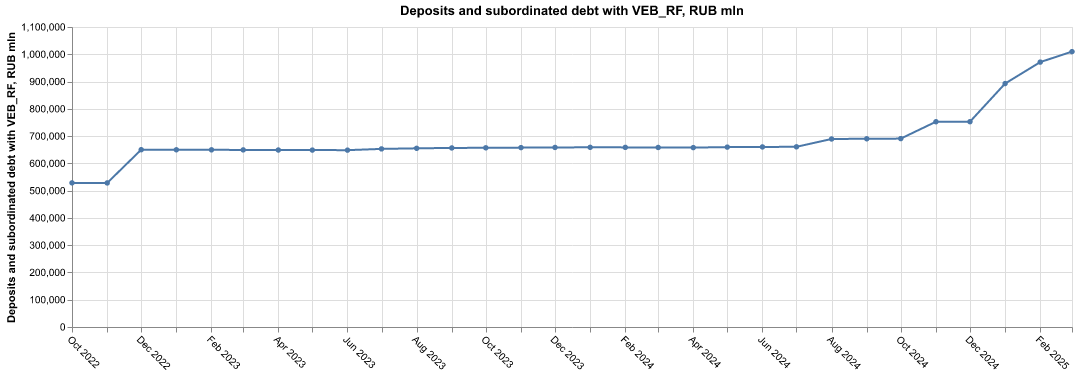 Deposits and subordinated debt with VEB_RF, RUB mln
Deposits and subordinated debt with VEB_RF, RUB mln
1,100,000
1,000,000
900,000
800,000
700,000
600,000
500,000
400,000
300,000
200,000
100,000
0
Oct 2022
Dec 2022
Feb 2023
Apr 2023
Jun 2023
Aug 2023
Oct 2023
Dec 2023
Feb 2024
Apr 2024
Jun 2024
Aug 2024
Oct 2024
Dec 2024
Feb 2025